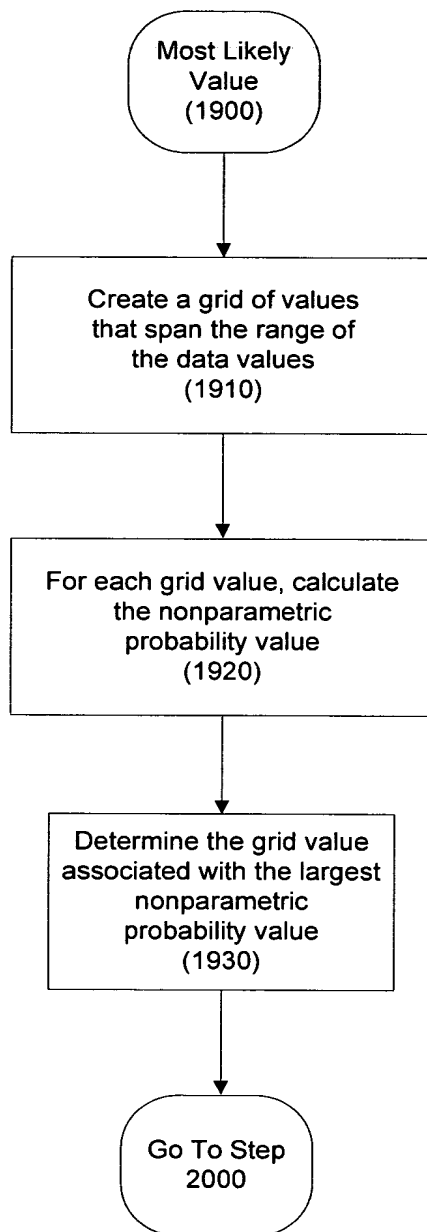 Most Likely
Value
(1900)
Create a grid of values
that span the range of
the data values
(1910)
For each grid value, calculate
the nonparametric
probability value
(1920)
Determine the grid value
associated with the largest
nonparametric
probability value
(1930)
Go To Step
2000